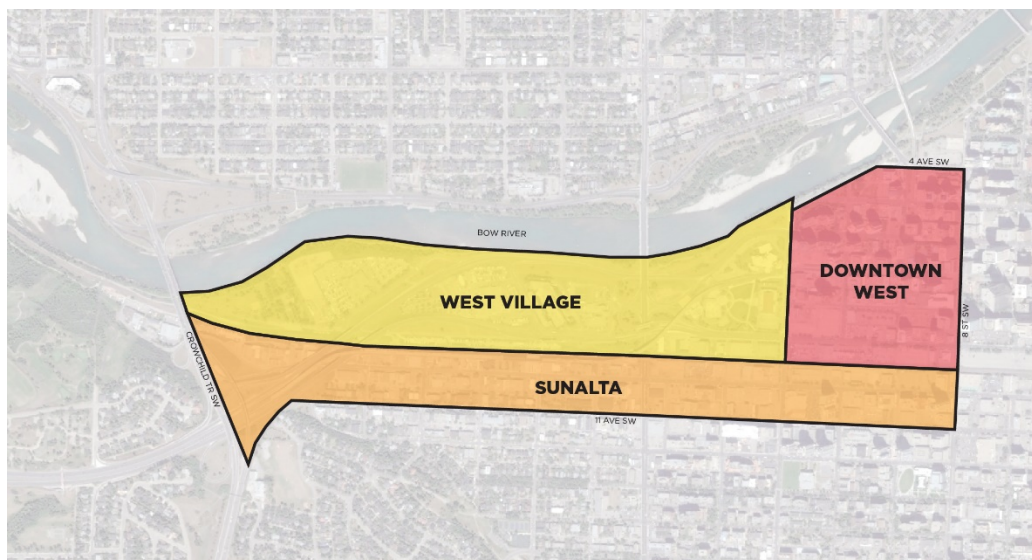 4 AVE SW
BOW RIVER
DOWNTOWN
WEST
WEST VILLAGE
8 ST SW
CROWCHILD TR SW
SUNALTA
11 AVE SW